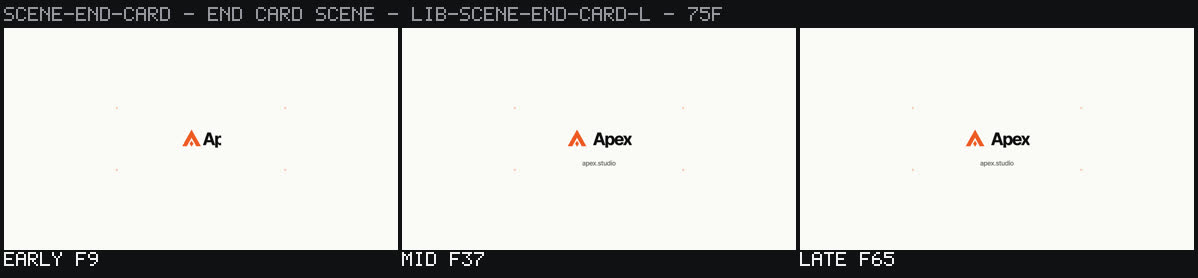 SCENE-END-CARD - END CARD SCENE - LIB-SCENE-END-CARD-L - 75F
Ap
Apex
apex.studio
Apex
apex.studio
EARLY F9
MID F37
LATE F65